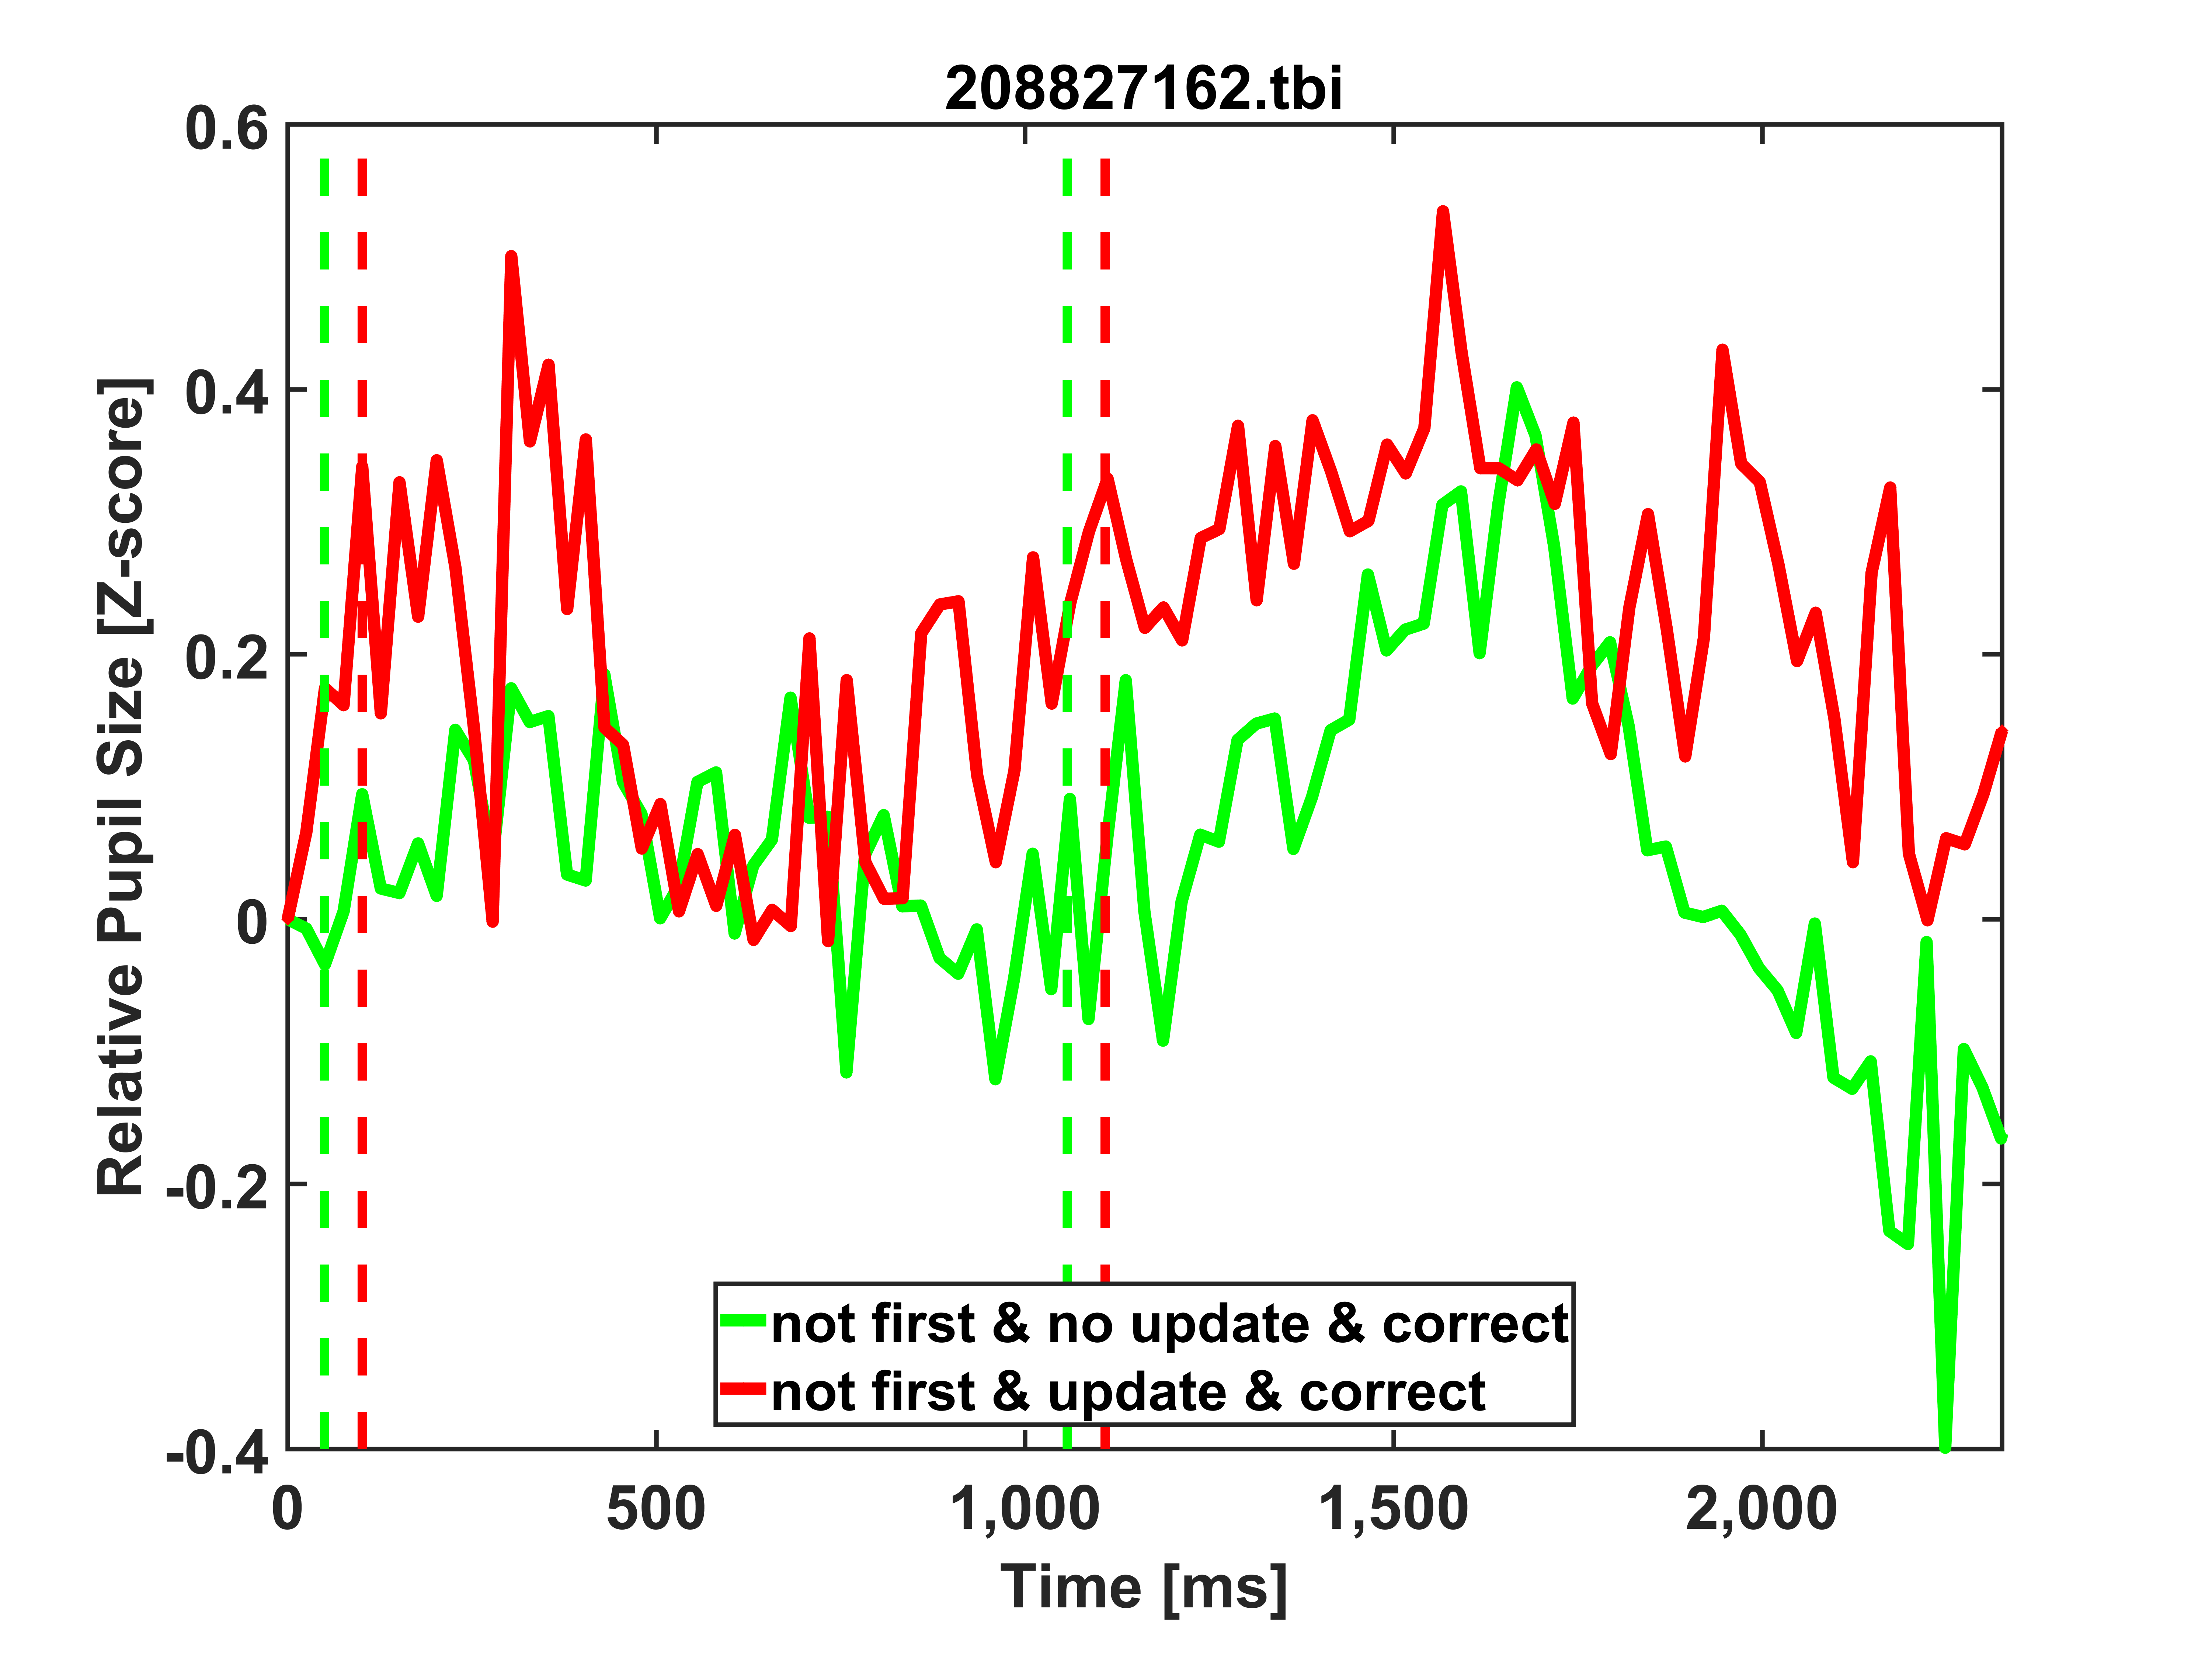 208827162.tbi
0.6
0.4
0.2
0
-0.2
-0.4
Relative Pupil Size [Z-score]
not first & no update & correct
not first & update & correct
0 500 1,000 1,500 2,000
Time [ms]